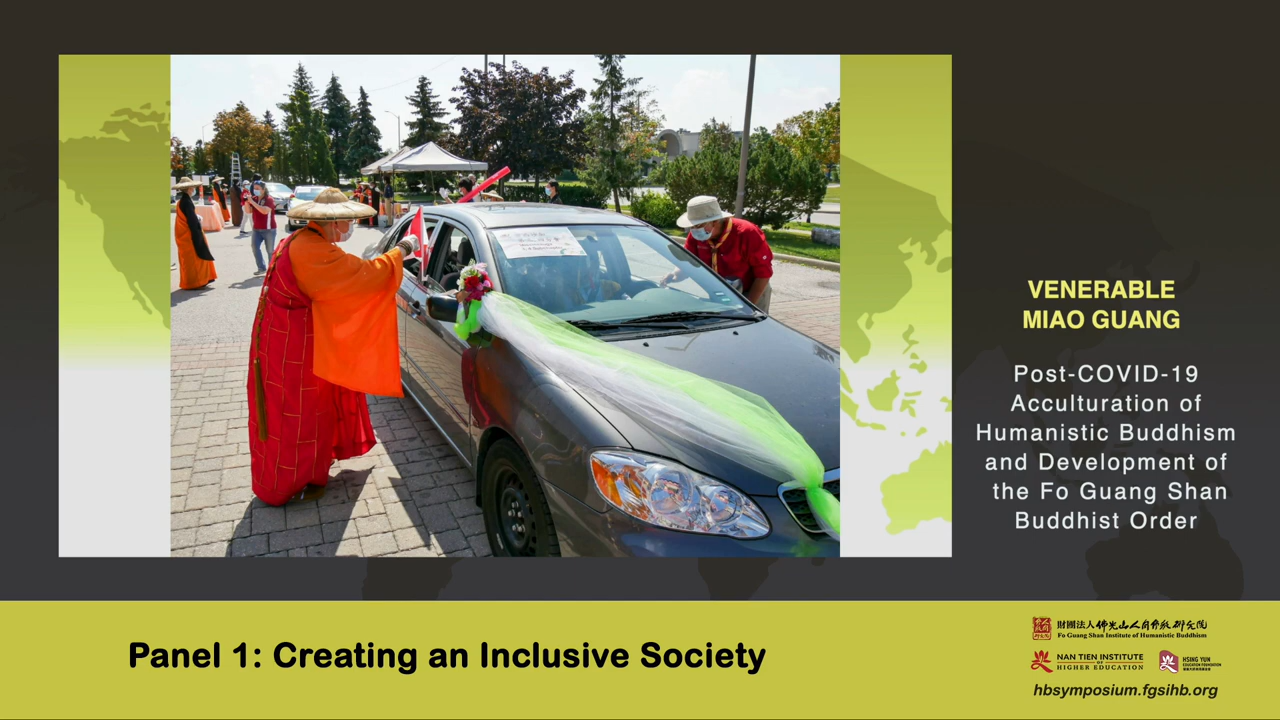 VENERABLE
MIAO GUANG
Post-COVID-19
Acculturation of
Humanistic Buddhism
and Development of
the Fo Guang Shan
Buddhist Order
Panel 1: Creating an Inclusive Society
財團法人佛光山人間佛教研究院
Fo Guang Shan Institute of Humanistic Buddhism
NAN TIEN INSTITUTE
OF
HIGHER EDUCATION
HSING YUN
EDUCATION FOUNDATION
hbsymposium.fgsihb.org